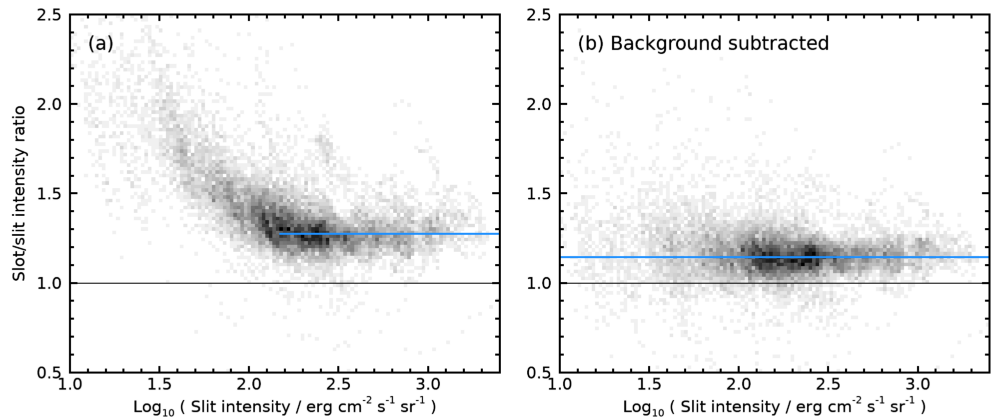 2.5
(a)
2.0
1.5
1.0
0.5
Slot/slit intensity ratio
1.0 1.5 2.0 2.5 3.0
Log₁₀ ( Slit intensity / erg cm⁻² s⁻¹ sr⁻¹ )
2.5
(b) Background subtracted
2.0
1.5
1.0
0.5
1.0 1.5 2.0 2.5 3.0
Log₁₀ ( Slit intensity / erg cm⁻² s⁻¹ sr⁻¹ )